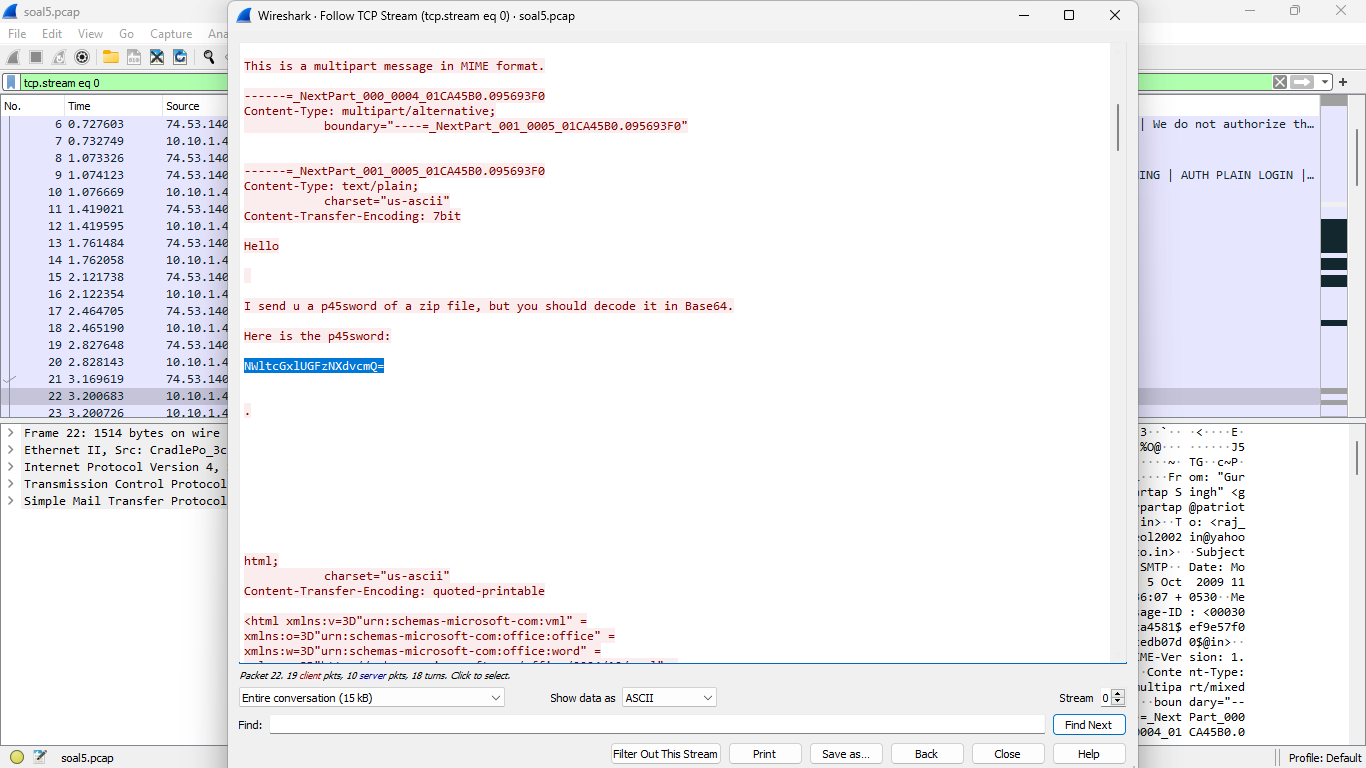 soal5.pcap
Wireshark · Follow TCP Stream (tcp.stream eq 0) · soal5.pcap
File Edit View Go Capture Ana
tcp.stream eq 0
No. Time Source
6 0.727603 74.53.140
7 0.732749 10.10.1.4
8 1.073326 74.53.140
9 1.074123 74.53.140
10 1.076669 10.10.1.4
11 1.419021 74.53.140
12 1.419595 10.10.1.4
13 1.761484 74.53.140
14 1.762058 10.10.1.4
15 2.121738 74.53.140
16 2.122354 10.10.1.4
17 2.464705 74.53.140
18 2.465190 10.10.1.4
19 2.827648 74.53.140
20 2.828143 10.10.1.4
21 3.169619 74.53.140
22 3.200683 10.10.1.4
23 3.200726 10.10.1.4
| We do not authorize th…
ING | AUTH PLAIN LOGIN |…
Frame 22: 1514 bytes on wire
Ethernet II, Src: CradlePo_3c
Internet Protocol Version 4,
Transmission Control Protocol
Simple Mail Transfer Protocol
This is a multipart message in MIME format.
------=_NextPart_000_0004_01CA45B0.095693F0
Content-Type: multipart/alternative;
boundary="----=_NextPart_001_0005_01CA45B0.095693F0"
------=_NextPart_001_0005_01CA45B0.095693F0
Content-Type: text/plain;
charset="us-ascii"
Content-Transfer-Encoding: 7bit
Hello
I send u a p45sword of a zip file, but you should decode it in Base64.
Here is the p45sword:
NWltcGxlUGFzNXdvcmQ=
.
html;
charset="us-ascii"
Content-Transfer-Encoding: quoted-printable
<html xmlns:v=3D"urn:schemas-microsoft-com:vml" =
xmlns:o=3D"urn:schemas-microsoft-com:office:office" =
xmlns:w=3D"urn:schemas-microsoft-com:office:word" =
3··`·· ·<····E·
%O@··· ······J5
····~· TG··c~P·
·····Fr om: "Gur
rtap S ingh" <g
rpartap @patriot
in>··T o: <raj_
ol2002 in@yahoo
co.in>· ·Subject
SMTP·· Date: Mo
5 Oct 2009 11
36:07 + 0530··Me
age-ID : <00030
a4581$ ef9e57f0
edb07d 0$@in>··
ME-Ver sion: 1.
·Conte nt-Type:
multipa rt/mixed
··boun dary="--
=_Next Part_000
004_01 CA45B0.0
Packet 22. 19 client pkts, 10 server pkts, 18 turns. Click to select.
Entire conversation (15 kB) Show data as ASCII Stream 0
Find: Find Next
Filter Out This Stream Print Save as… Back Close Help
soal5.pcap Profile: Default